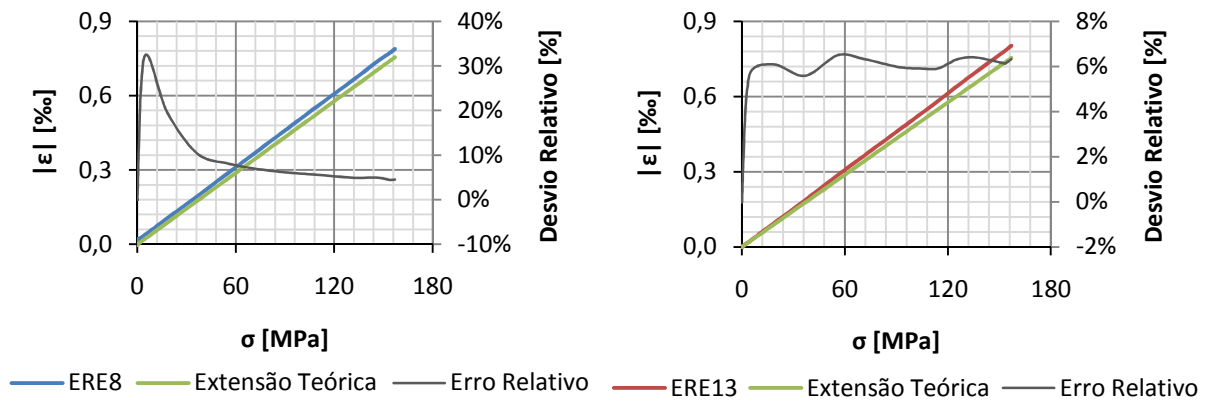 0,9
0,6
0,3
0,0
|ε| [‰]
40%
30%
20%
10%
0%
-10%
Desvio Relativo [%]
0 60 120 180
σ [MPa]
ERE8 Extensão Teórica Erro Relativo
0,9
0,6
0,3
0,0
|ε| [‰]
8%
6%
4%
2%
0%
-2%
Desvio Relativo [%]
0 60 120 180
σ [MPa]
ERE13 Extensão Teórica Erro Relativo